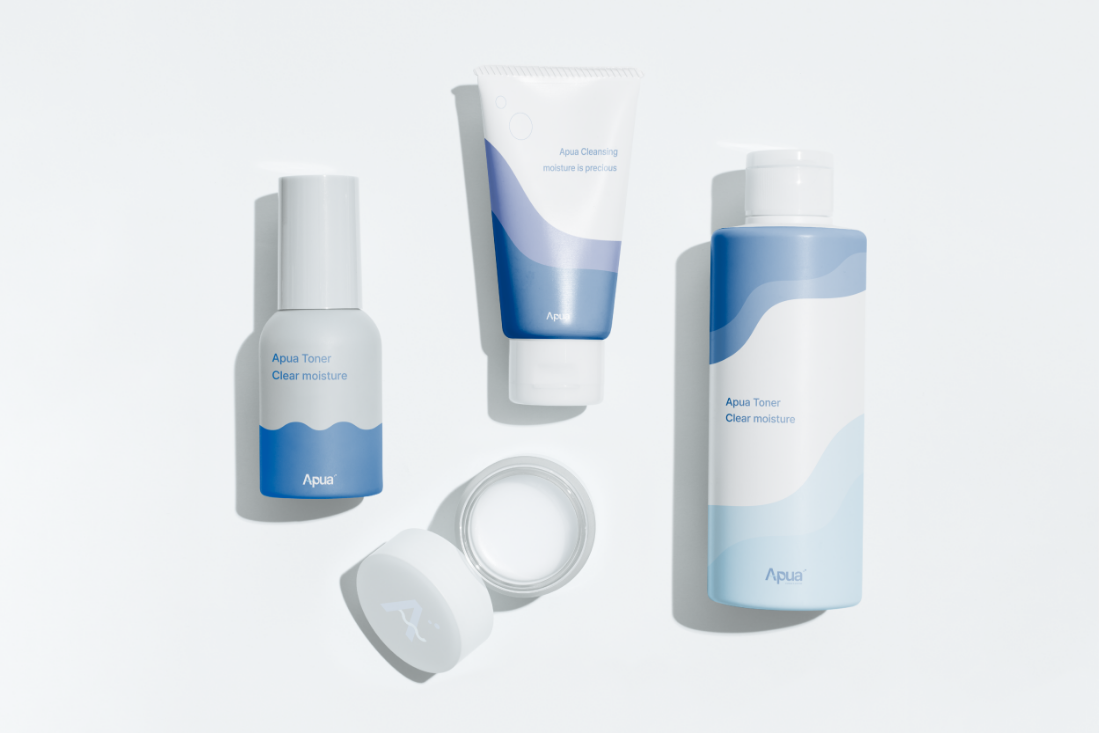 Apua Cleansing
moisture is precious
Apua
Apua Toner
Clear moisture
Apua
Apua Toner
Clear moisture
Apua